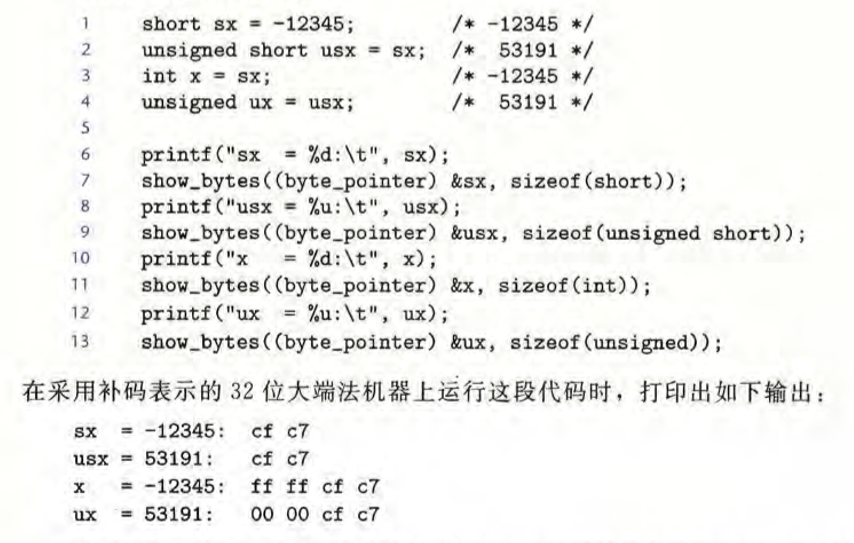 1 short sx = -12345; /* -12345 */
2 unsigned short usx = sx; /* 53191 */
3 int x = sx; /* -12345 */
4 unsigned ux = usx; /* 53191 */
5
6 printf("sx = %d:\t", sx);
7 show_bytes((byte_pointer) &sx, sizeof(short));
8 printf("usx = %u:\t", usx);
9 show_bytes((byte_pointer) &usx, sizeof(unsigned short));
10 printf("x = %d:\t", x);
11 show_bytes((byte_pointer) &x, sizeof(int));
12 printf("ux = %u:\t", ux);
13 show_bytes((byte_pointer) &ux, sizeof(unsigned));
在采用补码表示的 32 位大端法机器上运行这段代码时，打印出如下输出：
sx = -12345: cf c7
usx = 53191: cf c7
x = -12345: ff ff cf c7
ux = 53191: 00 00 cf c7